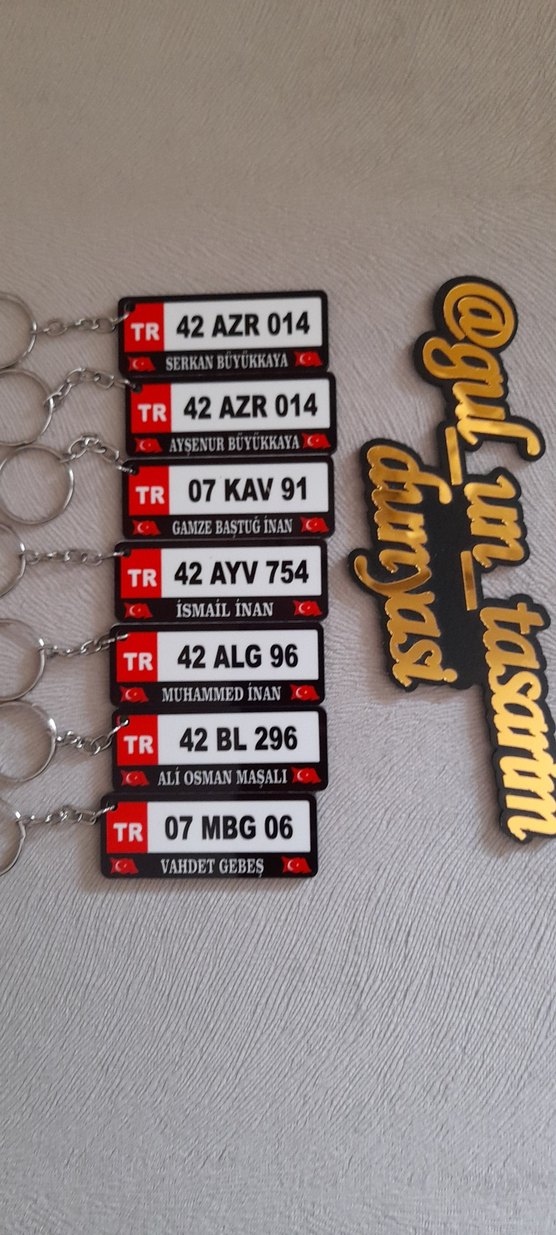 TR 42 AZR 014
SERKAN BÜYÜKKAYA
TR 42 AZR 014
AYŞENUR BÜYÜKKAYA
TR 07 KAV 91
GAMZE BAŞTUĞ İNAN
TR 42 AYV 754
İSMAİL İNAN
TR 42 ALG 96
MUHAMMED İNAN
TR 42 BL 296
ALİ OSMAN MAŞALI
TR 07 MBG 06
VAHDET GEBEŞ
@gul_um_tasarim
dunyasi